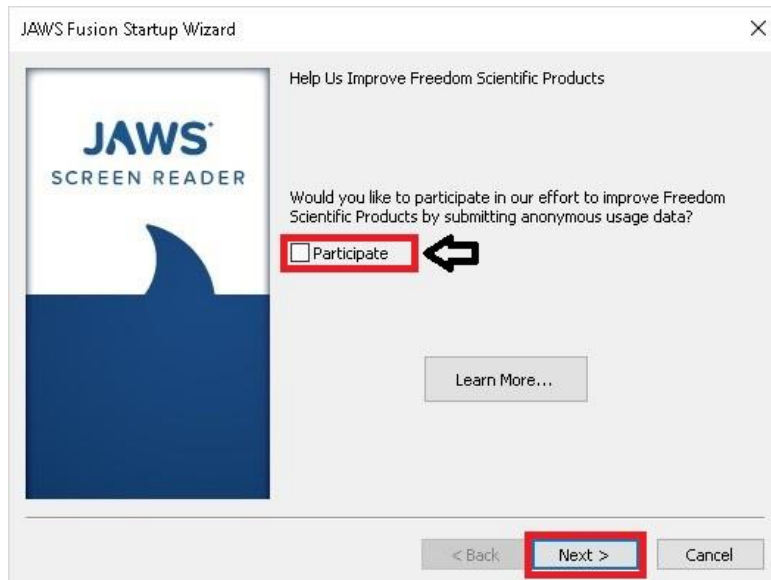 JAWS Fusion Startup Wizard
Help Us Improve Freedom Scientific Products
JAWS
SCREEN READER
Would you like to participate in our effort to improve Freedom
Scientific Products by submitting anonymous usage data?
Participate
Learn More...
< Back
Next >
Cancel